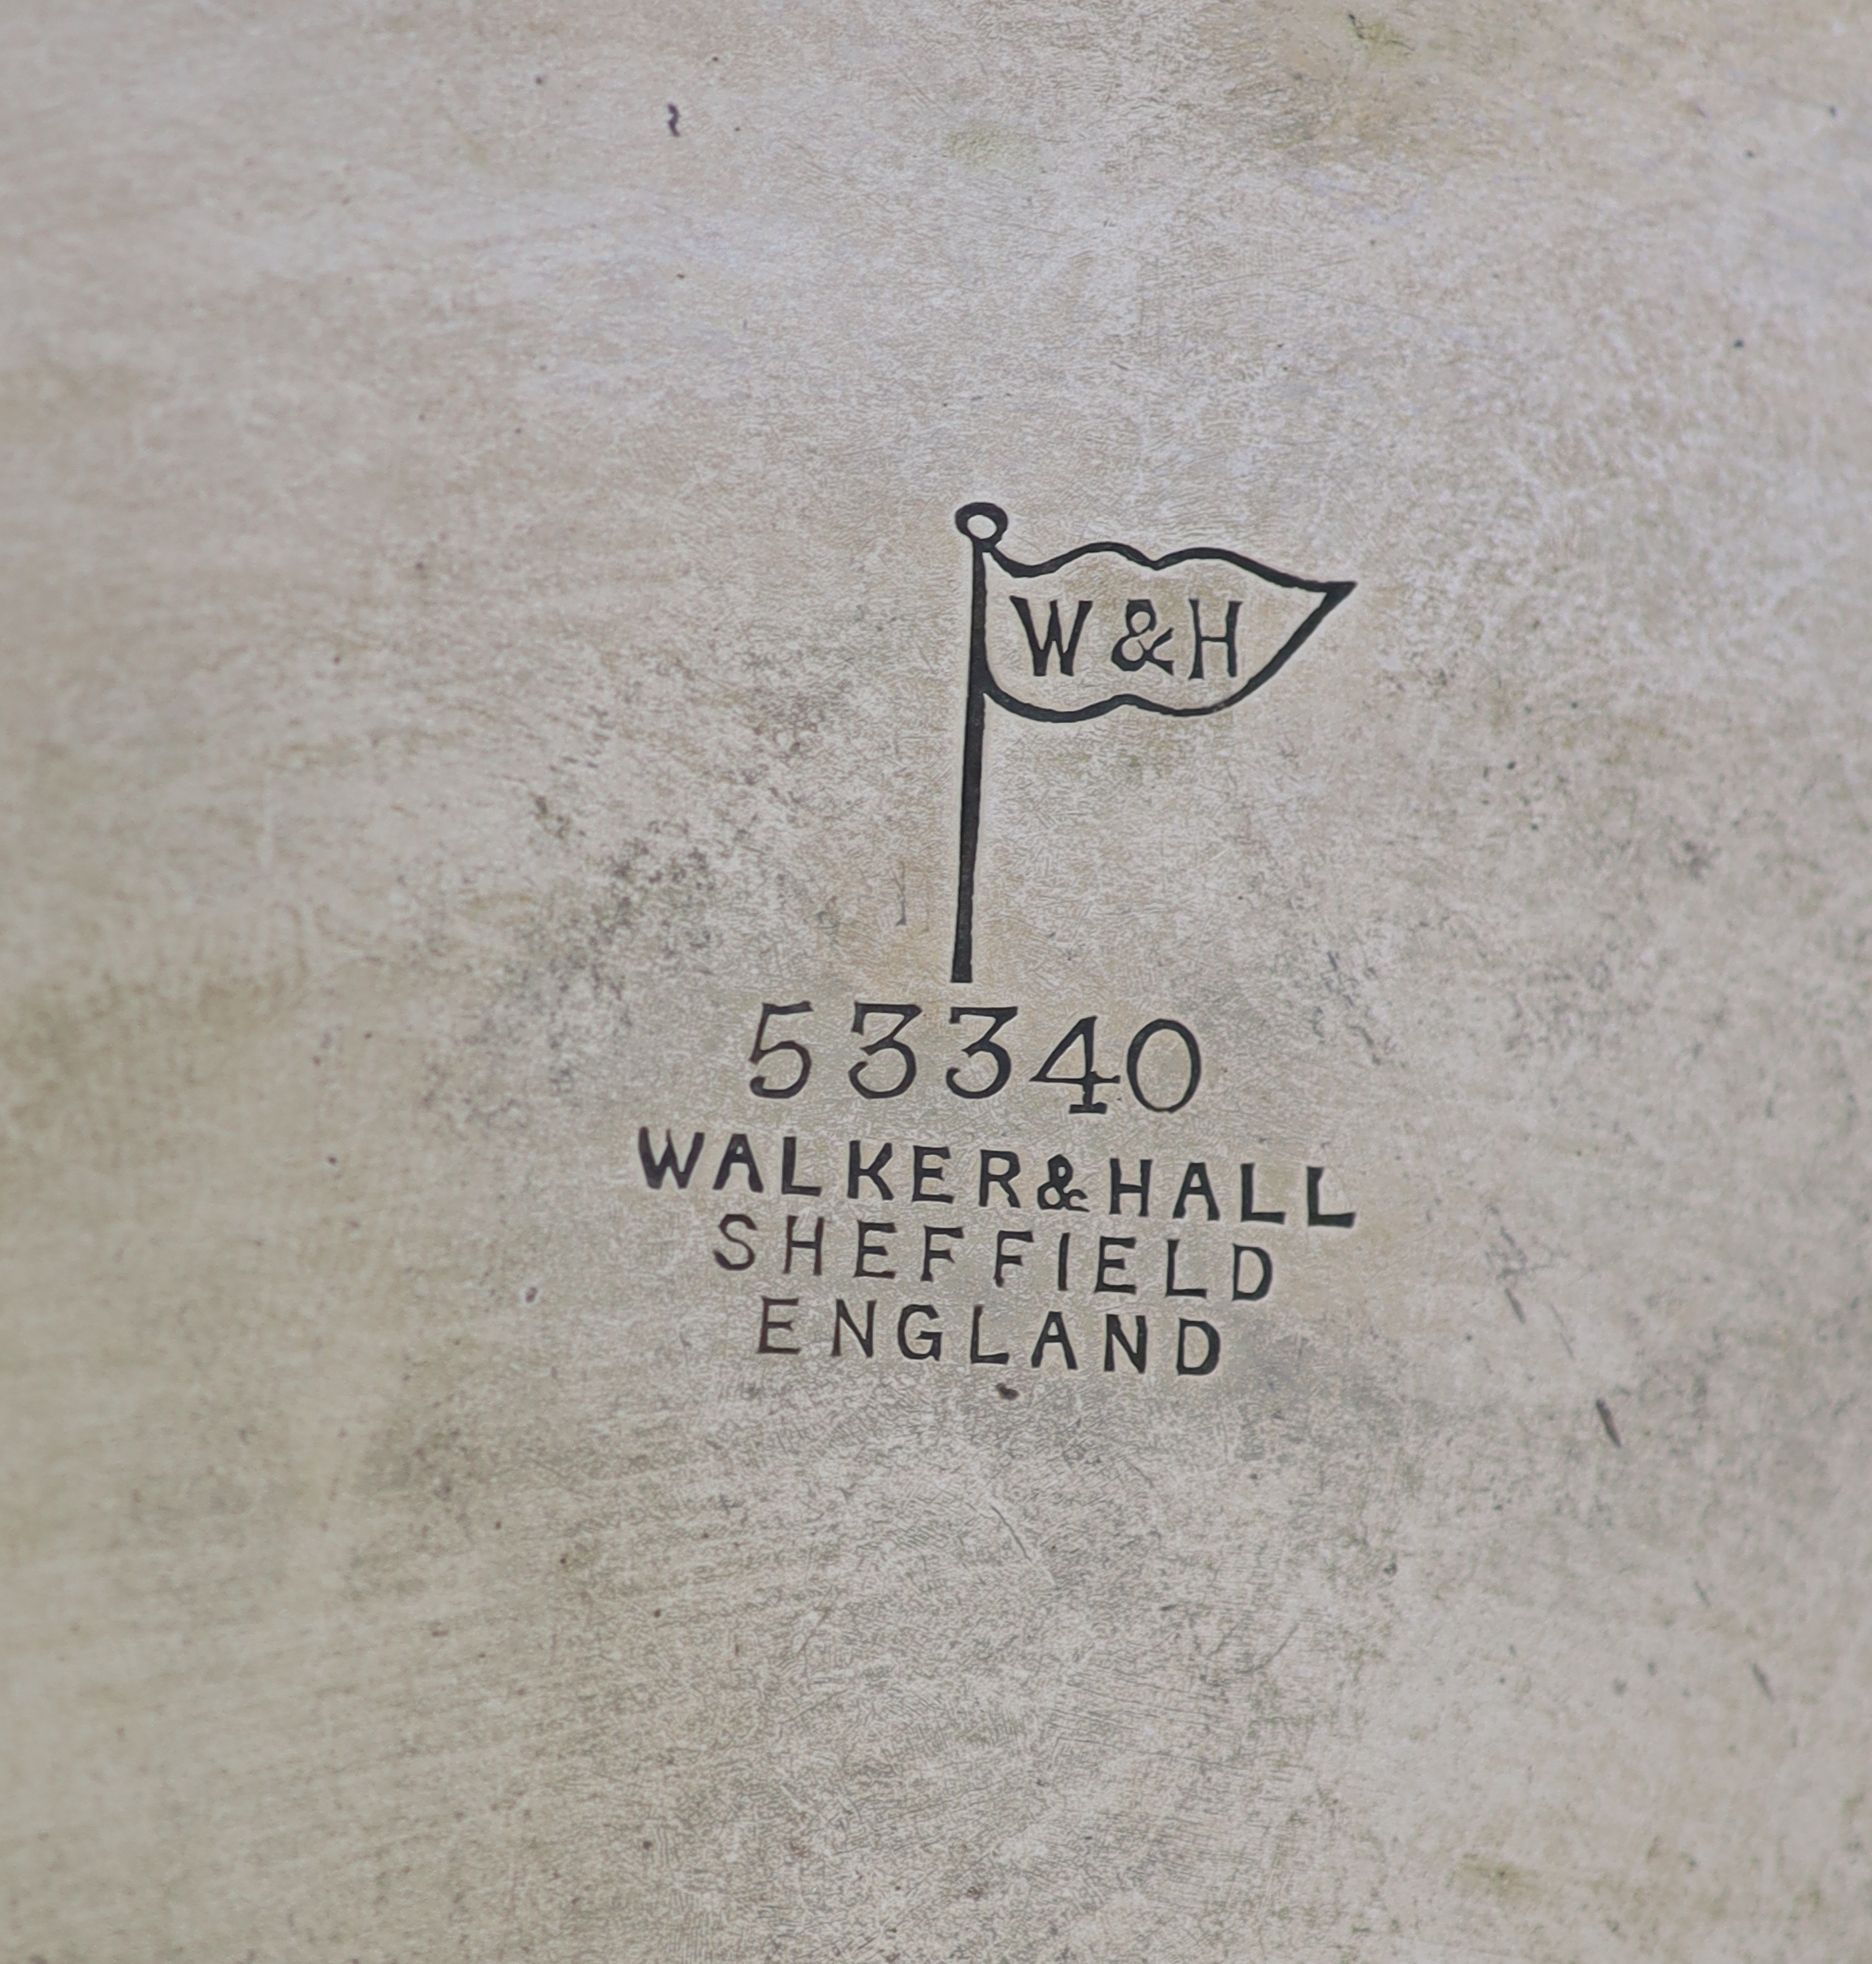 W&H
53340
WALKER&HALL
SHEFFIELD
ENGLAND